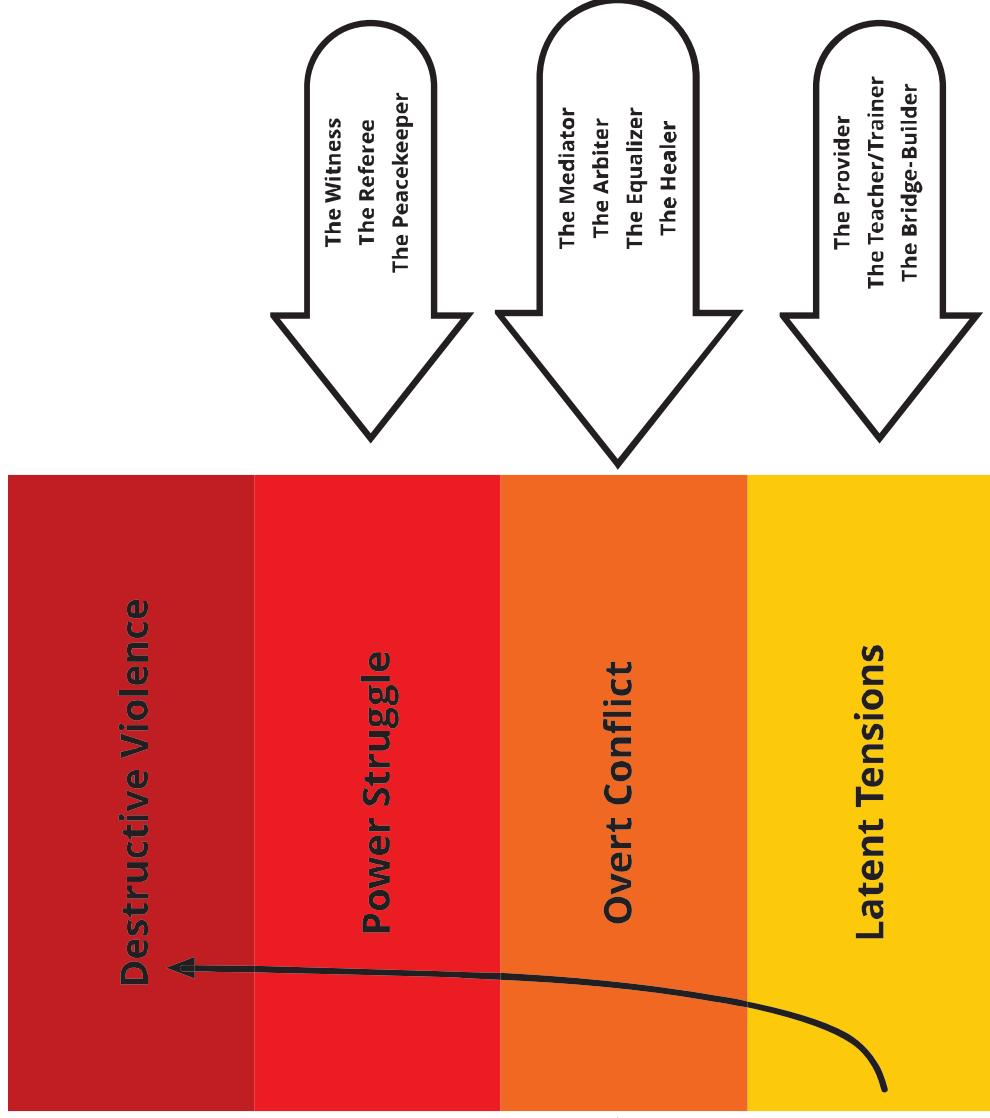 Destructive Violence
Power Struggle
Overt Conflict
Latent Tensions
The Witness
The Referee
The Peacekeeper
The Mediator
The Arbiter
The Equalizer
The Healer
The Provider
The Teacher/Trainer
The Bridge-Builder